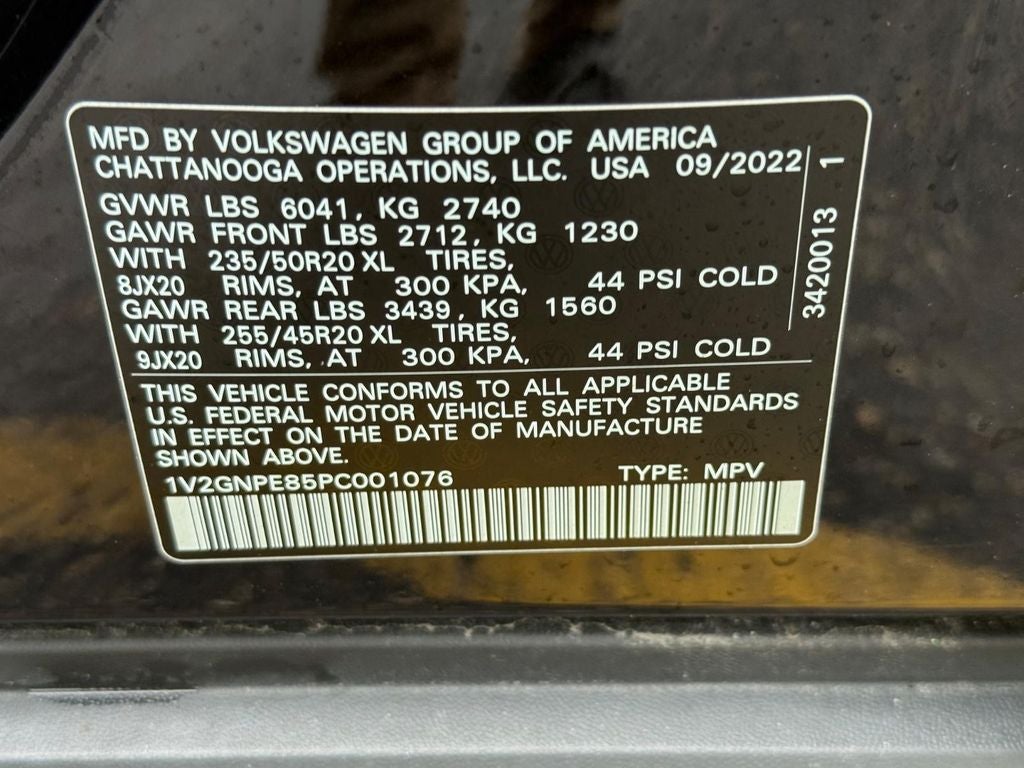 MFD BY VOLKSWAGEN GROUP OF AMERICA
CHATTANOOGA OPERATIONS, LLC. USA 09/2022
GVWR LBS 6041, KG 2740
GAWR FRONT LBS 2712, KG 1230
WITH 235/50R20 XL TIRES,
8JX20 RIMS, AT 300 KPA, 44 PSI COLD
GAWR REAR LBS 3439, KG 1560
WITH 255/45R20 XL TIRES,
9JX20 RIMS, AT 300 KPA, 44 PSI COLD
THIS VEHICLE CONFORMS TO ALL APPLICABLE
U.S. FEDERAL MOTOR VEHICLE SAFETY STANDARDS
IN EFFECT ON THE DATE OF MANUFACTURE
SHOWN ABOVE.
1V2GNPE85PC001076 TYPE: MPV
3420013 1